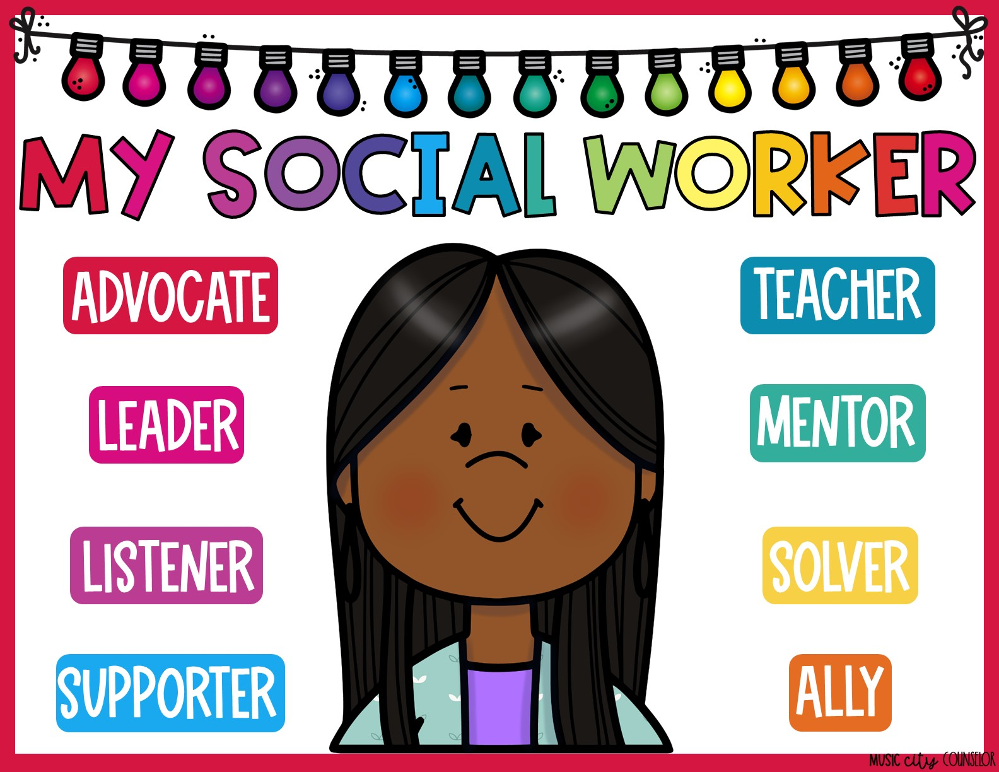 MY SOCIAL WORKER
ADVOCATE
LEADER
LISTENER
SUPPORTER
TEACHER
MENTOR
SOLVER
ALLY
MUSIC city COUNSELOR